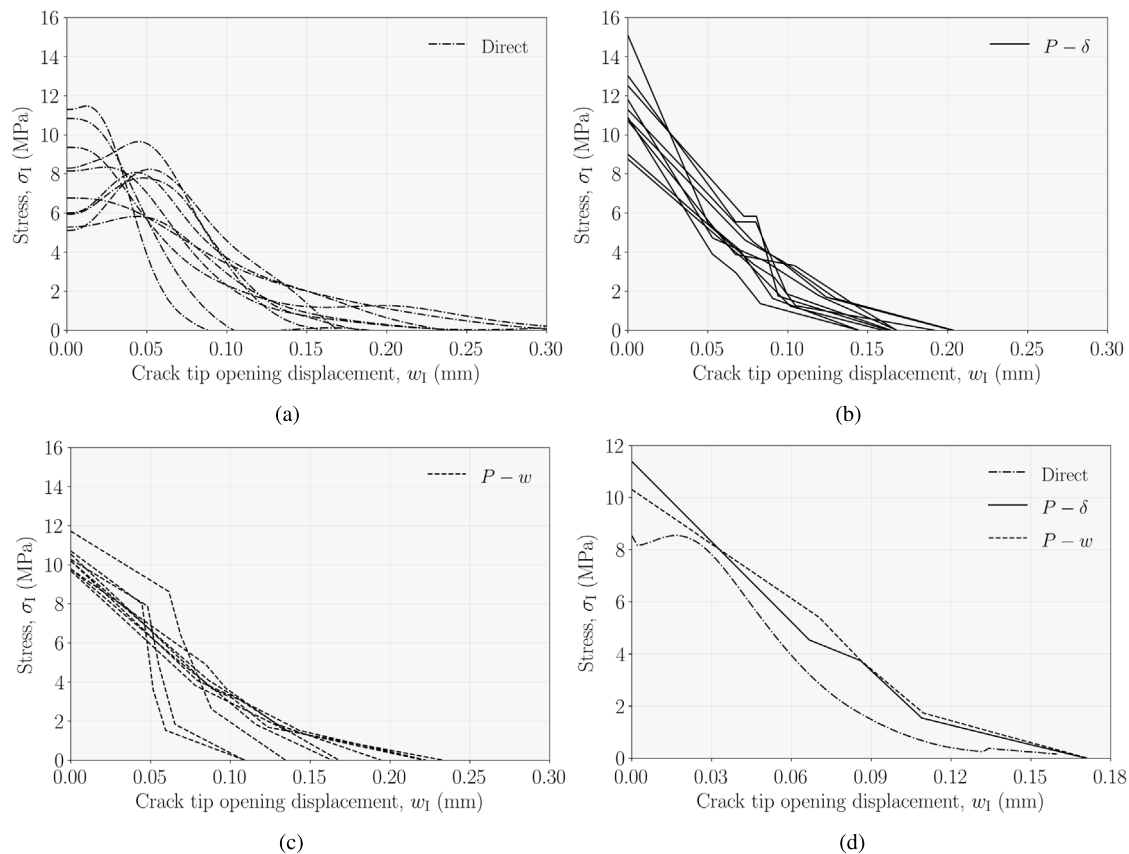 16
14
12
10
8
6
4
2
0
Stress, σI (MPa)
Direct
0.00 0.05 0.10 0.15 0.20 0.25 0.30
Crack tip opening displacement, wI (mm)
(a)
16
14
12
10
8
6
4
2
0
Stress, σI (MPa)
P − δ
0.00 0.05 0.10 0.15 0.20 0.25 0.30
Crack tip opening displacement, wI (mm)
(b)
16
14
12
10
8
6
4
2
0
Stress, σI (MPa)
P − w
0.00 0.05 0.10 0.15 0.20 0.25 0.30
Crack tip opening displacement, wI (mm)
(c)
12
10
8
6
4
2
0
Stress, σI (MPa)
Direct
P − δ
P − w
0.00 0.03 0.06 0.09 0.12 0.15 0.18
Crack tip opening displacement, wI (mm)
(d)